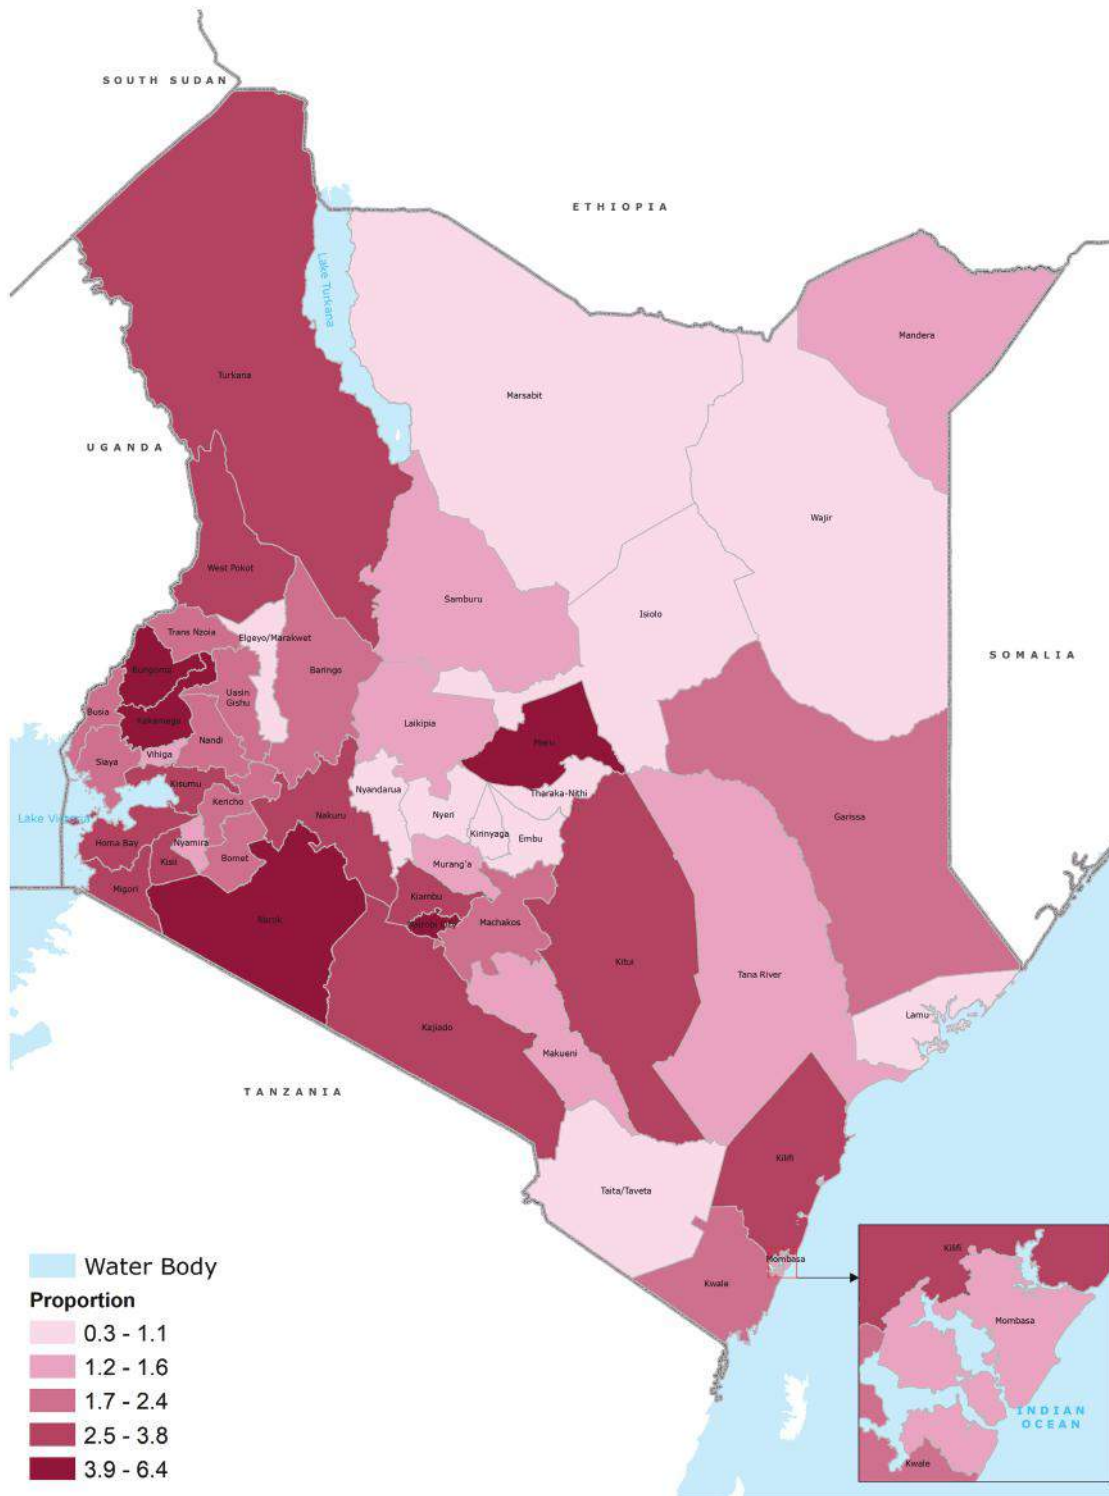 SOUTH SUDAN
ETHIOPIA
Lake Turkana
Mandera
Turkana
Marsabit
UGANDA
Wajir
West Pokot
Samburu
Isiolo
Trans Nzoia
Elgeyo/Marakwet
SOMALIA
Bungoma
Baringo
Uasin
Gishu
Busia
Kakamega
Laikipia
Nandi
Meru
Vihiga
Siaya
Kisumu
Nyandarua
Tharaka-Nithi
Kericho
Nakuru
Nyeri
Garissa
Lake Victoria
Kirinyaga
Embu
Homa Bay
Nyamira
Kisii
Bomet
Murang'a
Migori
Kiambu
Narok
Nairobi City
Machakos
Kitui
Tana River
Lamu
Kajiado
Makueni
TANZANIA
Kilifi
Taita/Taveta
Mombasa
Kwale
Kilifi
Mombasa
INDIAN
OCEAN
Kwale
Water Body
Proportion
0.3 - 1.1
1.2 - 1.6
1.7 - 2.4
2.5 - 3.8
3.9 - 6.4